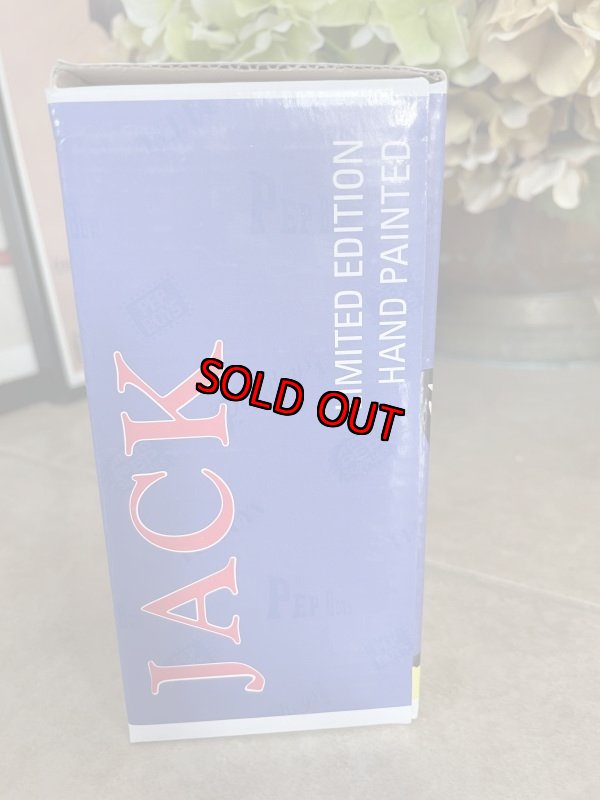 LIMITED EDITION
HAND PAINTED
JACK
SOLD OUT